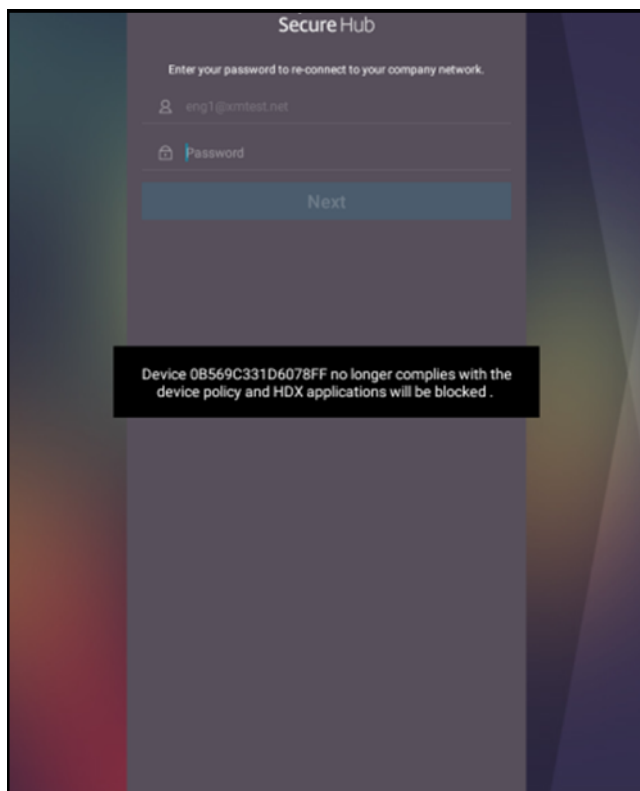 Secure Hub
Enter your password to re-connect to your company network.
eng1@xmtest.net
Password
Next
Device 0B569C331D6078FF no longer complies with the
device policy and HDX applications will be blocked .